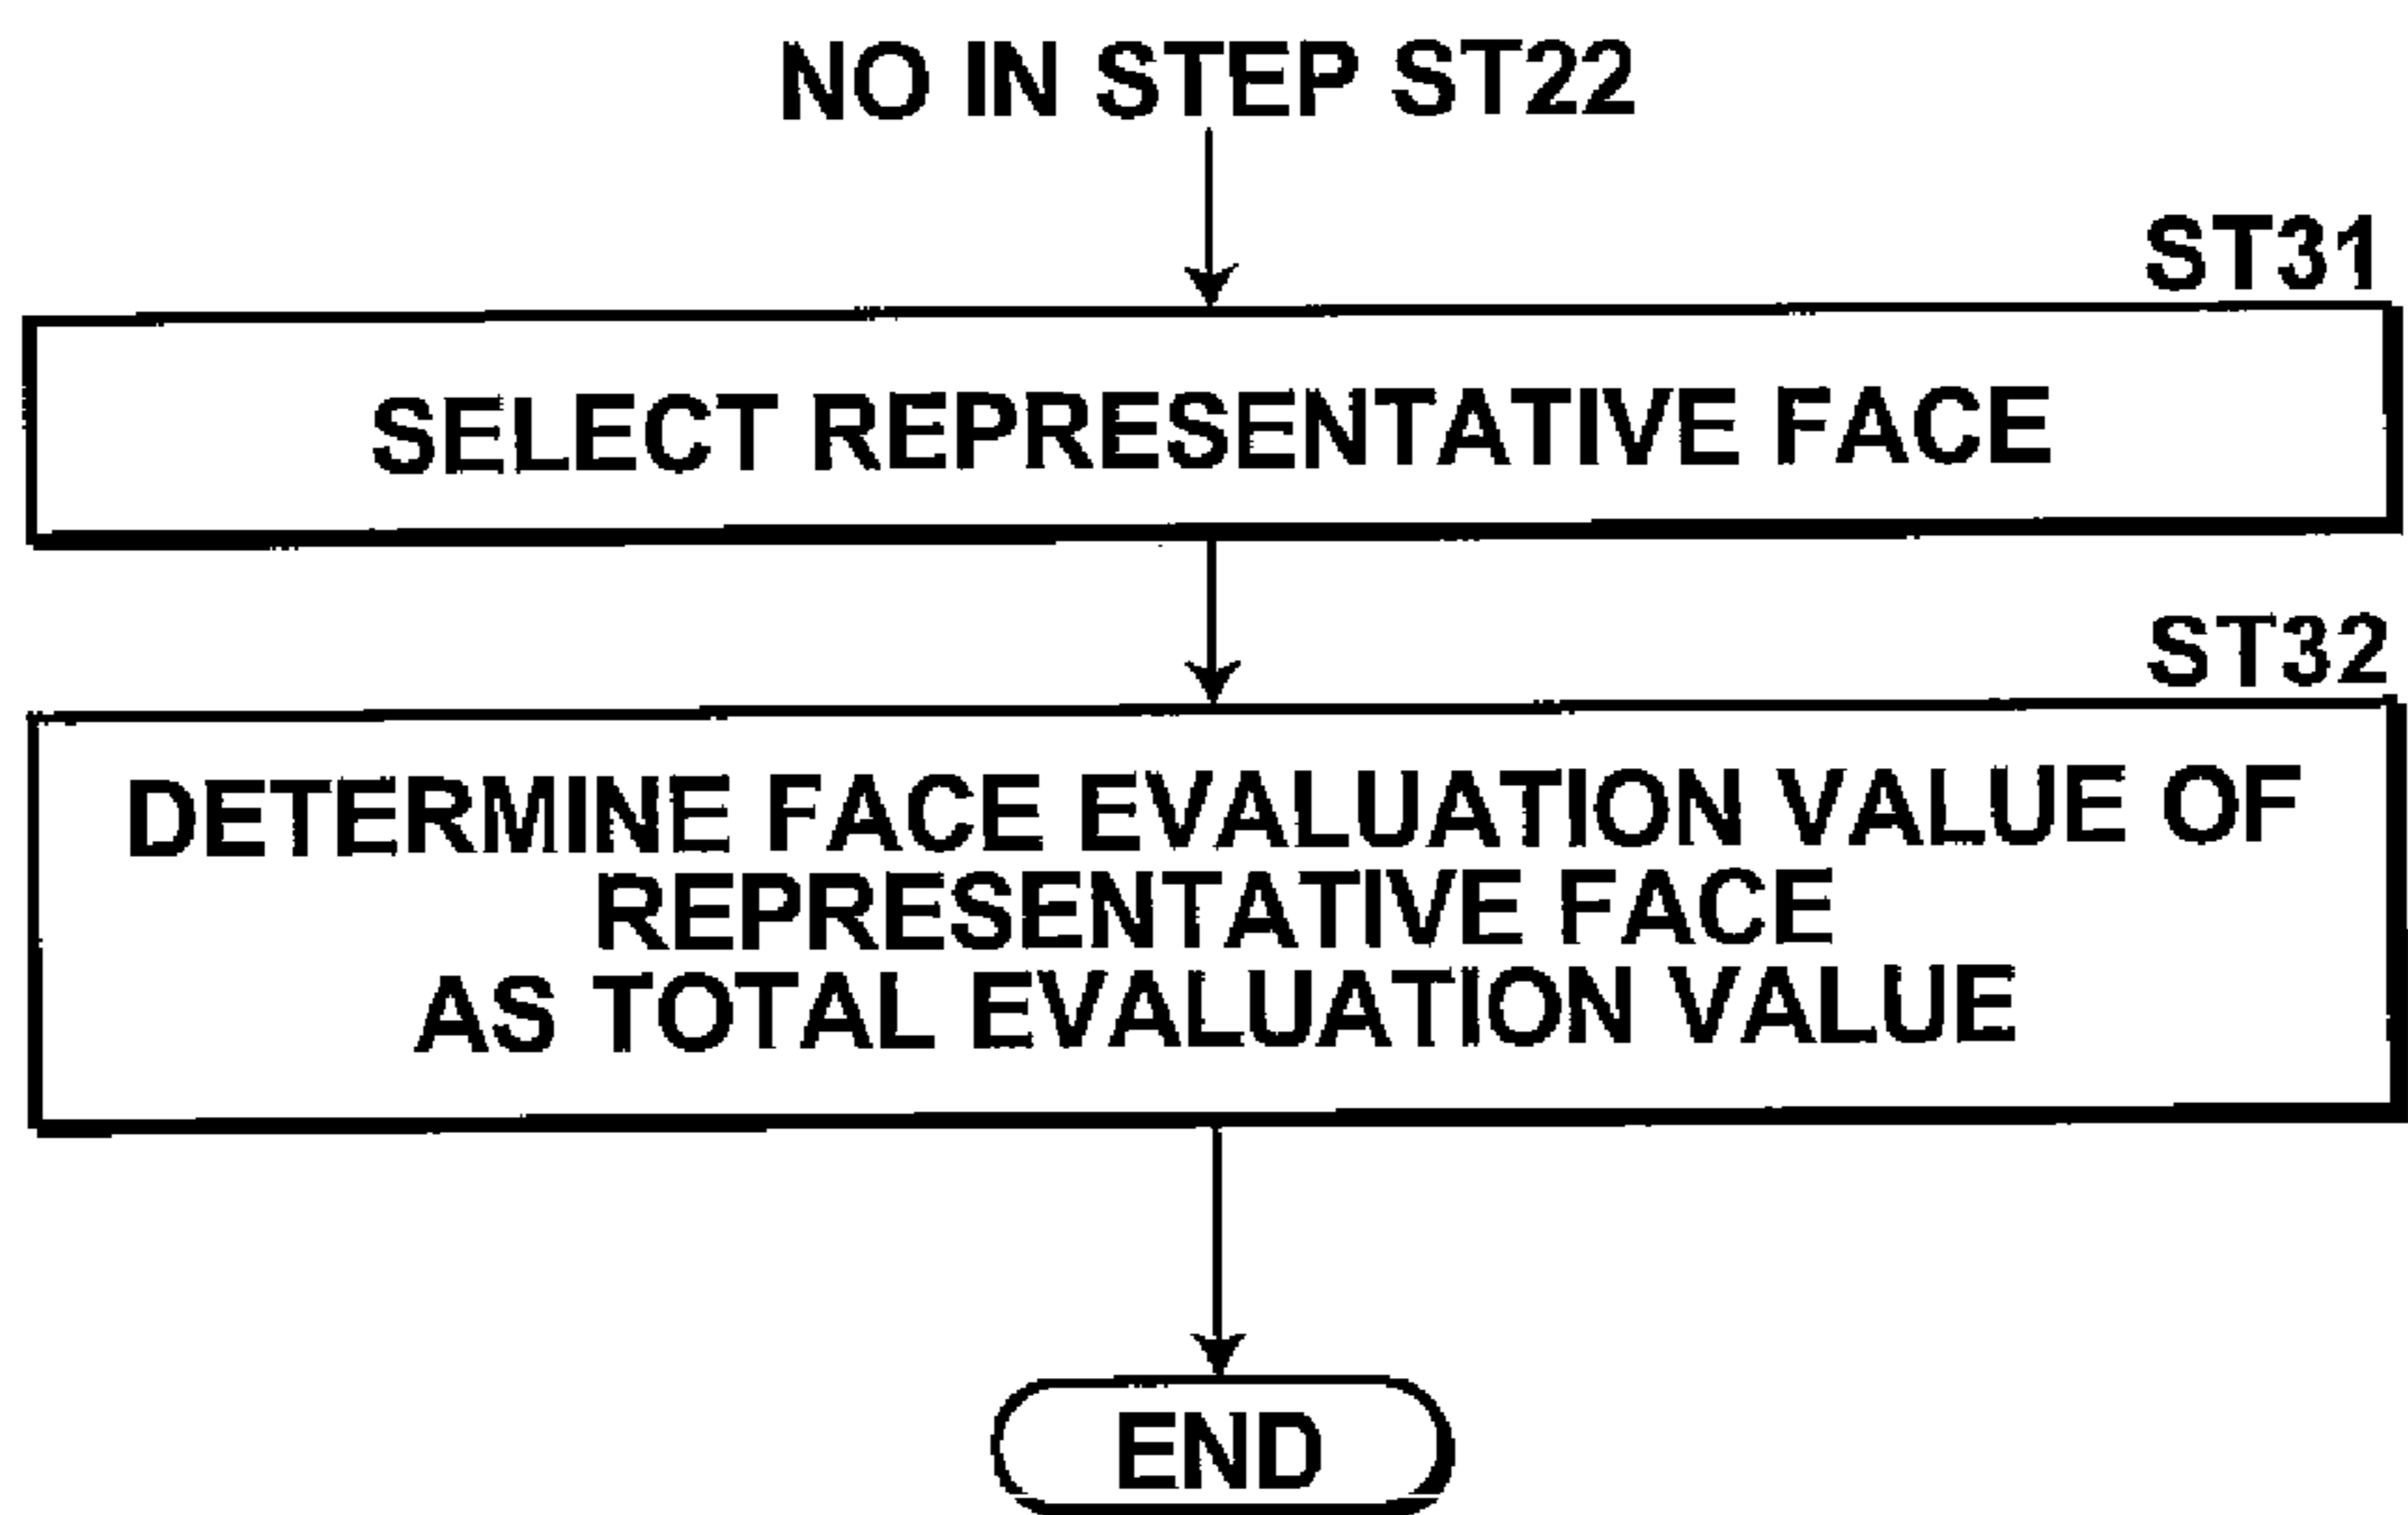 NO IN STEP ST22
ST31
SELECT REPRESENTATIVE FACE
ST32
DETERMINE FACE EVALUATION VALUE OF
REPRESENTATIVE FACE
AS TOTAL EVALUATION VALUE
END